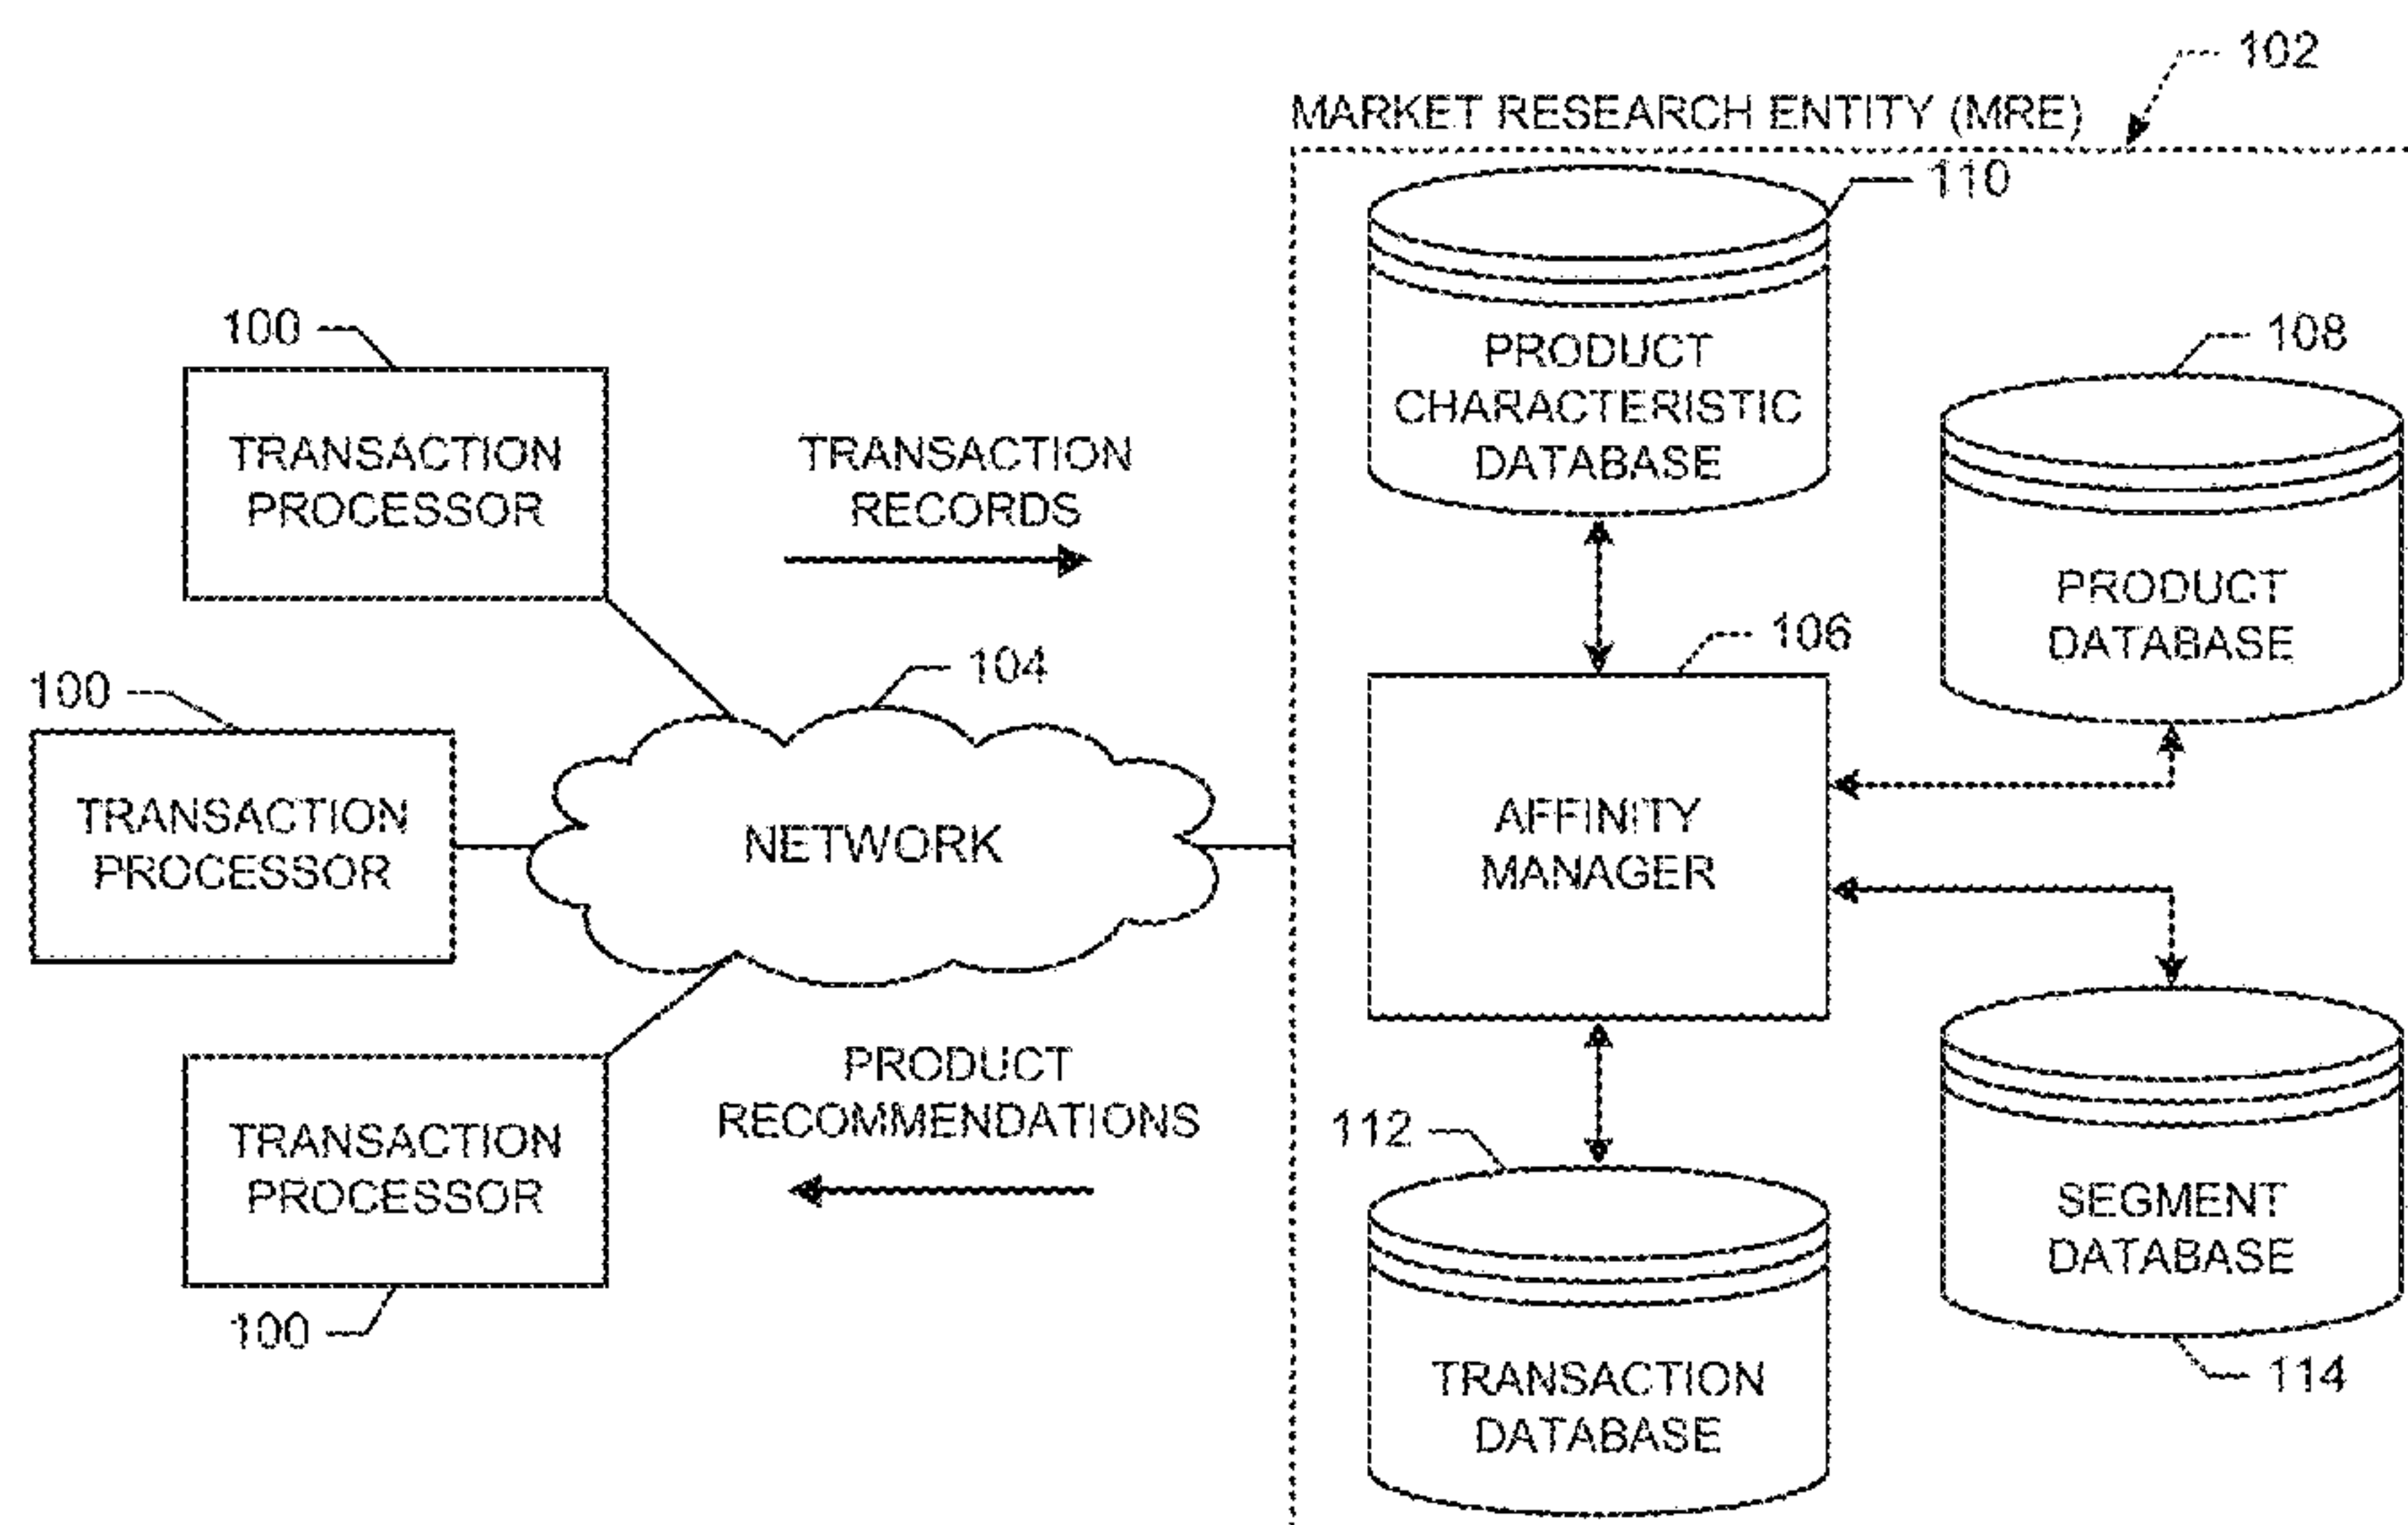 102
MARKET RESEARCH ENTITY (MRE)
110
PRODUCT
CHARACTERISTIC
DATABASE
108
PRODUCT
DATABASE
100
TRANSACTION
PROCESSOR
TRANSACTION
RECORDS
106
104
100
TRANSACTION
PROCESSOR
NETWORK
AFFINITY
MANAGER
PRODUCT
RECOMMENDATIONS
TRANSACTION
PROCESSOR
100
112
SEGMENT
DATABASE
114
TRANSACTION
DATABASE